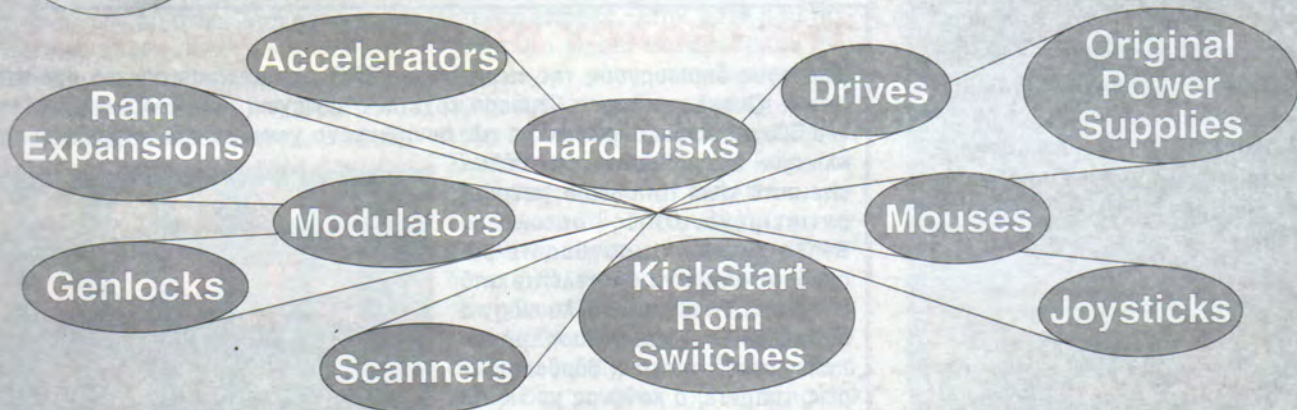 Accelerators
Ram
Expansions
Hard Disks
Drives
Original
Power
Supplies
Modulators
Mouses
Genlocks
KickStart
Rom
Switches
Joysticks
Scanners